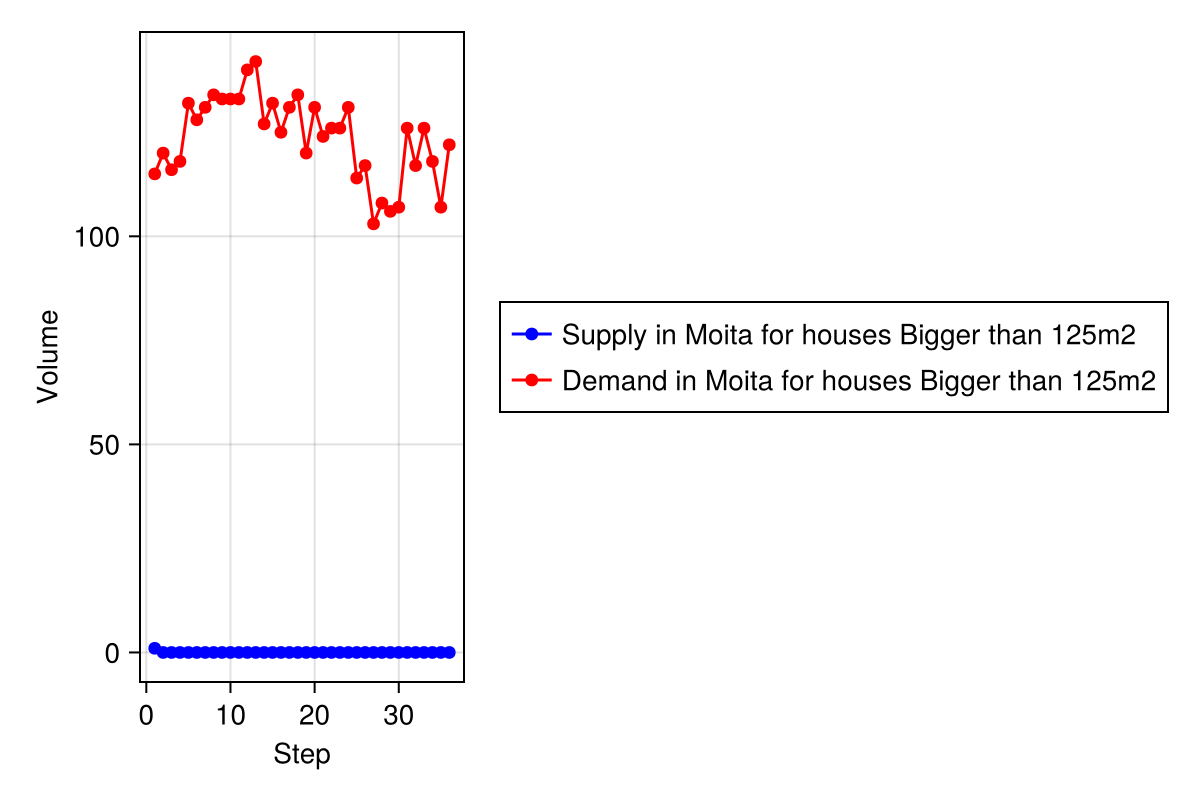 Volume
100
50
0
0 10 20 30
Step
Supply in Moita for houses Bigger than 125m2
Demand in Moita for houses Bigger than 125m2